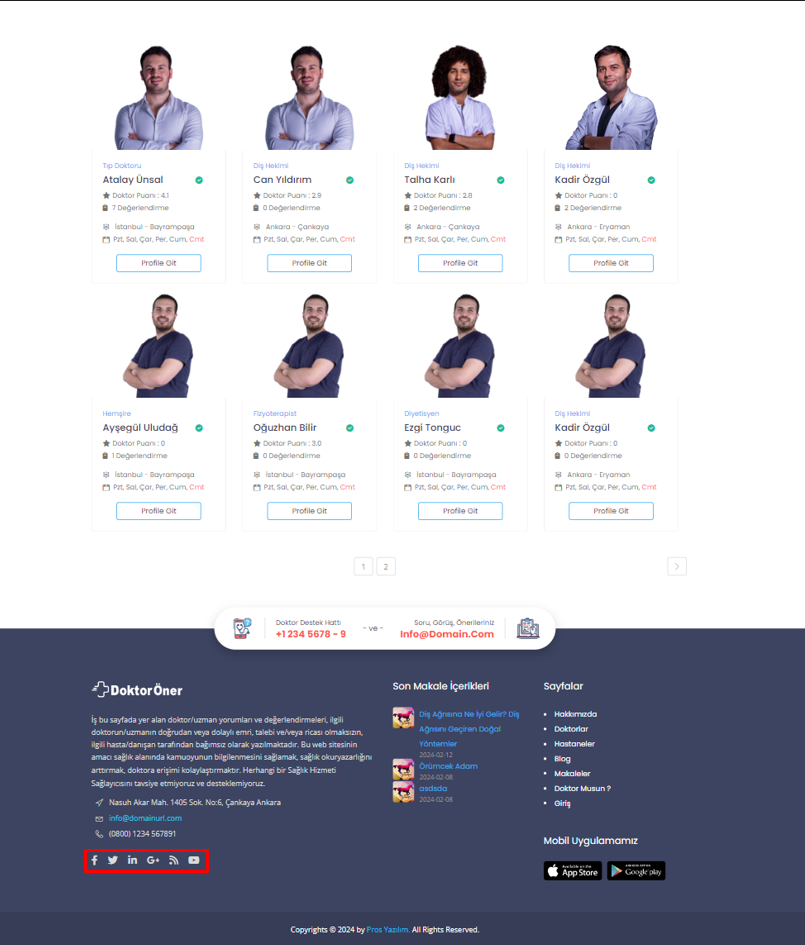 Tıp Doktoru
Atalay Ünsal
Doktor Puanı : 4.1
7 Değerlendirme
İstanbul - Bayrampaşa
Pzt, Sal, Çar, Per, Cum, Cmt
Profile Git
Diş Hekimi
Can Yıldırım
Doktor Puanı : 2.9
0 Değerlendirme
Ankara - Çankaya
Pzt, Sal, Çar, Per, Cum, Cmt
Profile Git
Diş Hekimi
Talha Karlı
Doktor Puanı : 2.8
2 Değerlendirme
Ankara - Çankaya
Pzt, Sal, Çar, Per, Cum, Cmt
Profile Git
Diş Hekimi
Kadir Özgül
Doktor Puanı : 0
2 Değerlendirme
Ankara - Eryaman
Pzt, Sal, Çar, Per, Cum, Cmt
Profile Git
Hemşire
Ayşegül Uludağ
Doktor Puanı : 0
1 Değerlendirme
İstanbul - Bayrampaşa
Pzt, Sal, Çar, Per, Cum, Cmt
Profile Git
Fizyoterapist
Oğuzhan Bilir
Doktor Puanı : 3.0
0 Değerlendirme
İstanbul - Bayrampaşa
Pzt, Sal, Çar, Per, Cum, Cmt
Profile Git
Diyetisyen
Ezgi Tonguc
Doktor Puanı : 0
0 Değerlendirme
İstanbul - Bayrampaşa
Pzt, Sal, Çar, Per, Cum, Cmt
Profile Git
Diş Hekimi
Kadir Özgül
Doktor Puanı : 0
0 Değerlendirme
Ankara - Eryaman
Pzt, Sal, Çar, Per, Cum, Cmt
Profile Git
1 2
Doktor Destek Hattı
+1 234 5678 - 9
- ve -
Soru, Görüş, Önerileriniz
Info@Domain.Com
DoktorÖner
İş bu sayfada yer alan doktor/uzman yorumları ve değerlendirmeleri, ilgili
doktorun/uzmanın doğrudan veya dolaylı emri, talebi ve/veya ricası olmaksızın,
ilgili hasta/danışan tarafından bağımsız olarak yazılmaktadır. Bu web sitesinin
amacı sağlık alanında kamuoyunun bilgilenmesini sağlamak, sağlık okuryazarlığını
arttırmak, doktora erişimi kolaylaştırmaktır. Herhangi bir Sağlık Hizmeti
Sağlayıcısını tavsiye etmiyoruz ve desteklemiyoruz.
Nasuh Akar Mah. 1405 Sok. No:6, Çankaya Ankara
info@domainurl.com
(0800) 1234 567891
Son Makale İçerikleri
Diş Ağrısına Ne İyi Gelir? Diş
Ağrısını Geçiren Doğal
Yöntemler
2024-02-12
Örümcek Adam
2024-02-08
asdsda
2024-02-08
Sayfalar
Hakkımızda
Doktorlar
Hastaneler
Blog
Makaleler
Doktor Musun ?
Giriş
Mobil Uygulamamız
Available on the
App Store
ANDROID APP ON
Google play
Copyrights © 2024 by Pros Yazılım. All Rights Reserved.